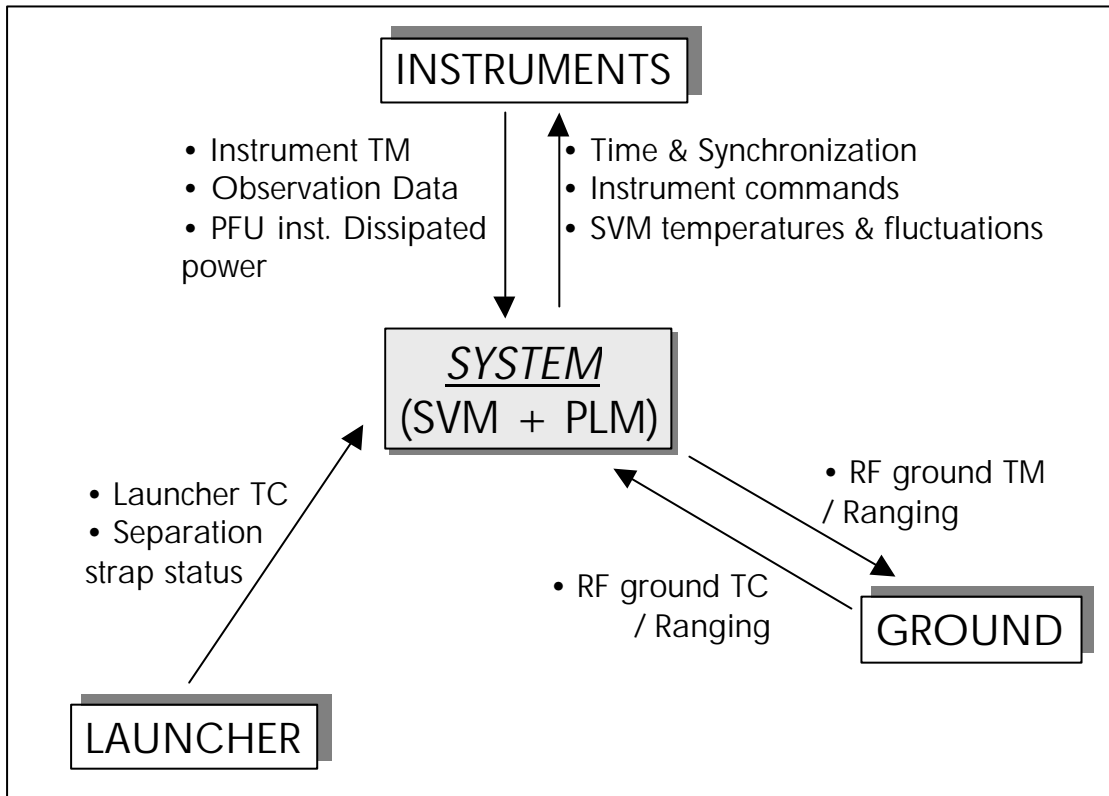 INSTRUMENTS
• Instrument TM
• Observation Data
• PFU inst. Dissipated
power
• Time & Synchronization
• Instrument commands
• SVM temperatures & fluctuations
SYSTEM
(SVM + PLM)
• Launcher TC
• Separation
strap status
• RF ground TM
/ Ranging
• RF ground TC
/ Ranging
GROUND
LAUNCHER